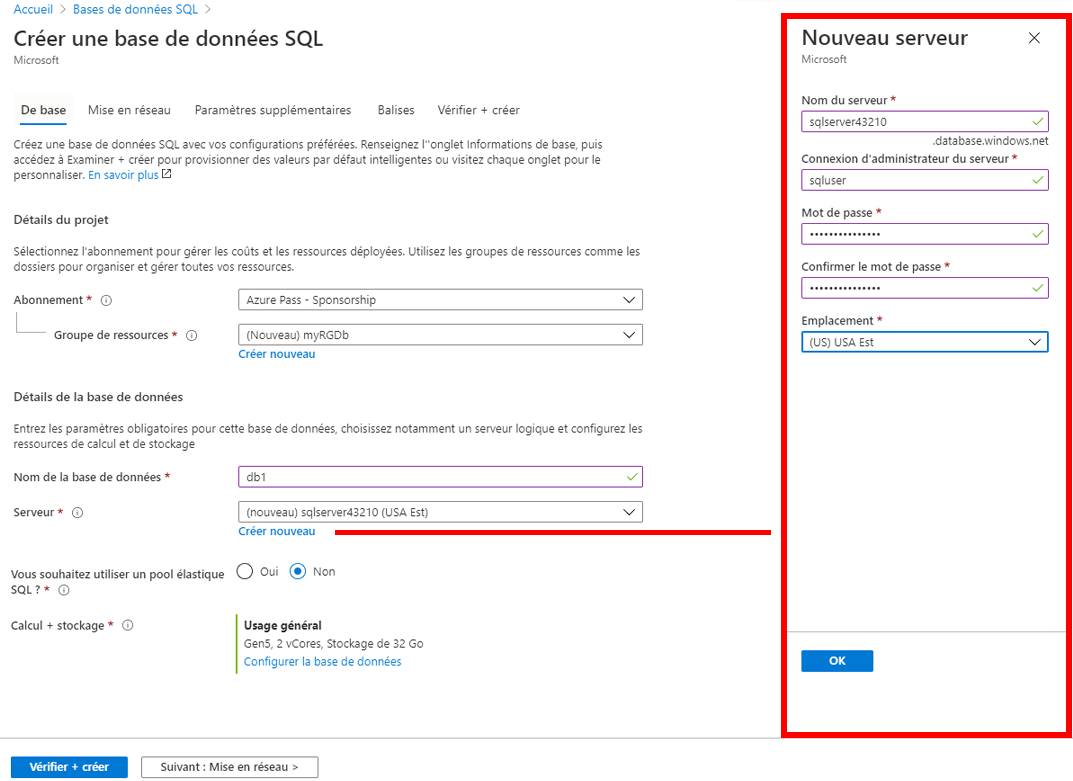 Accueil > Bases de données SQL >
Créer une base de données SQL
Microsoft
De base Mise en réseau Paramètres supplémentaires Balises Vérifier + créer
Créez une base de données SQL avec vos configurations préférées. Renseignez l''onglet Informations de base, puis
accédez à Examiner + créer pour provisionner des valeurs par défaut intelligentes ou visitez chaque onglet pour le
personnaliser. En savoir plus
Détails du projet
Sélectionnez l'abonnement pour gérer les coûts et les ressources déployées. Utilisez les groupes de ressources comme les
dossiers pour organiser et gérer toutes vos ressources.
Abonnement *
Azure Pass - Sponsorship
Groupe de ressources *
(Nouveau) myRGDb
Créer nouveau
Détails de la base de données
Entrez les paramètres obligatoires pour cette base de données, choisissez notamment un serveur logique et configurez les
ressources de calcul et de stockage
Nom de la base de données *
db1
Serveur *
(nouveau) sqlserver43210 (USA Est)
Créer nouveau
Vous souhaitez utiliser un pool élastique
SQL ? *
Oui Non
Calcul + stockage *
Usage général
Gen5, 2 vCores, Stockage de 32 Go
Configurer la base de données
Vérifier + créer
Suivant : Mise en réseau >
Nouveau serveur
Microsoft
Nom du serveur *
sqlserver43210
.database.windows.net
Connexion d'administrateur du serveur *
sqluser
Mot de passe *
•••••••••••••••
Confirmer le mot de passe *
•••••••••••••••
Emplacement *
(US) USA Est
OK